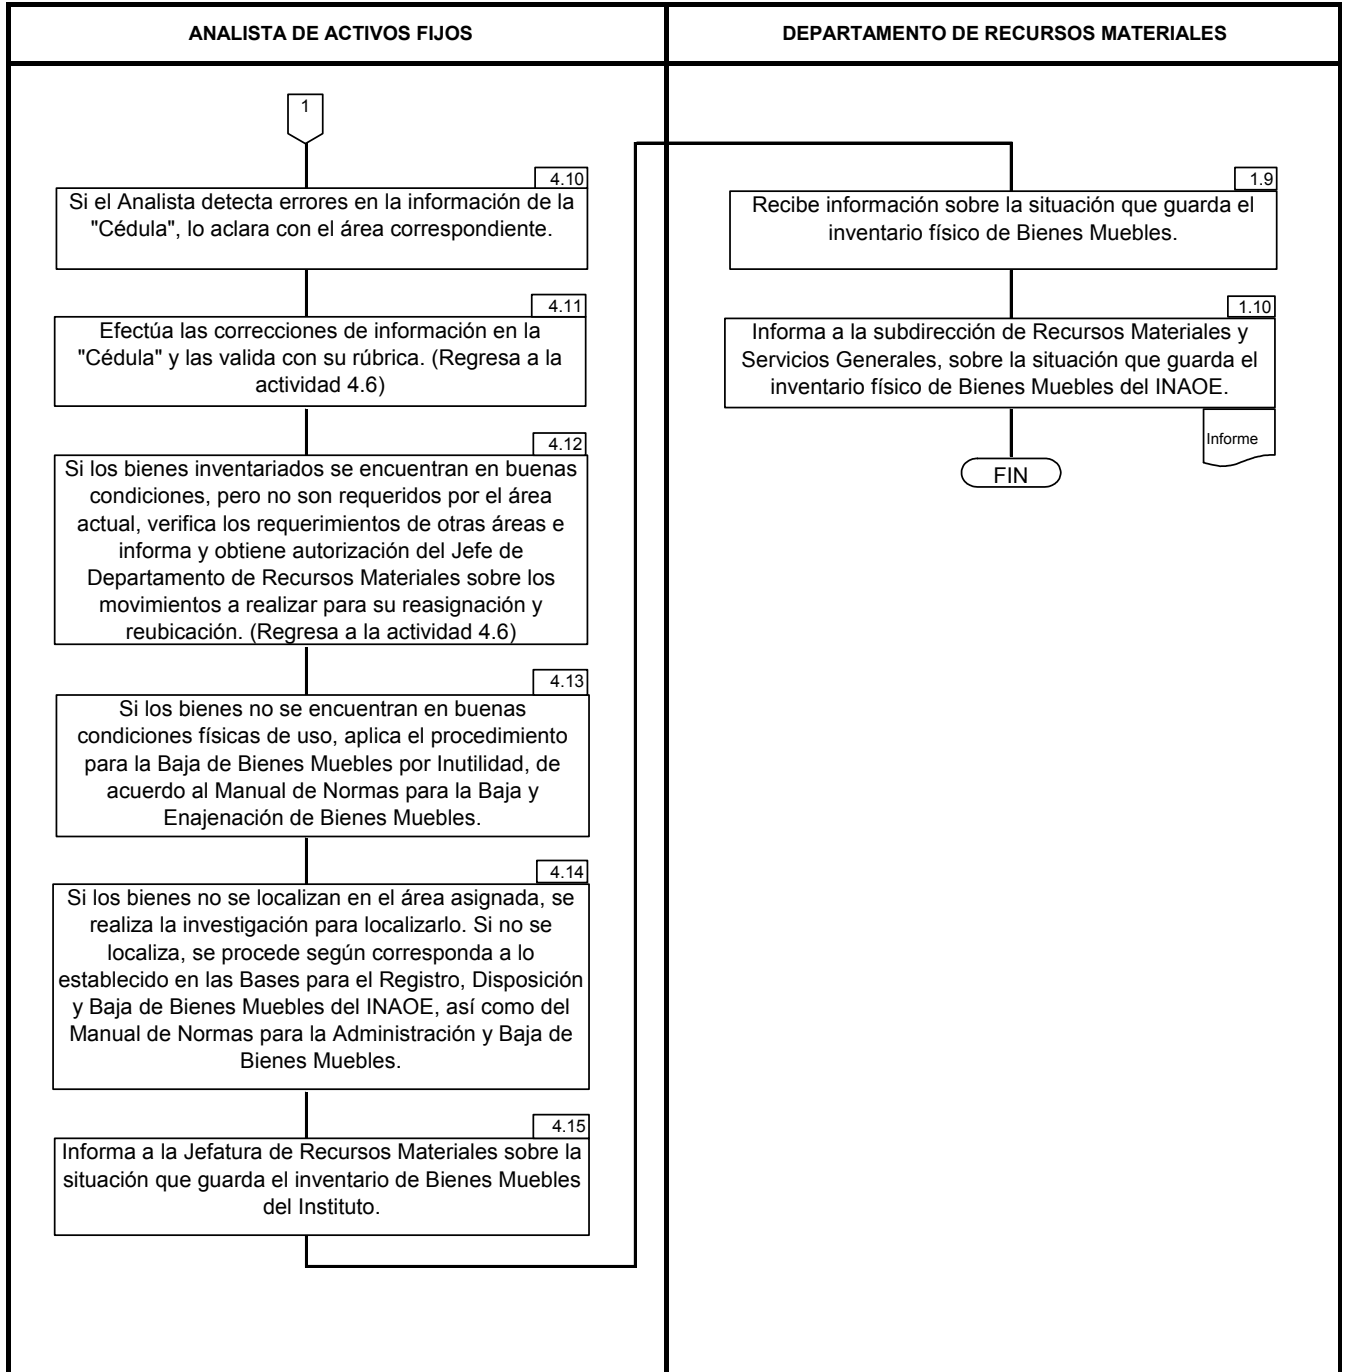 ANALISTA DE ACTIVOS FIJOS
DEPARTAMENTO DE RECURSOS MATERIALES
1
4.10
Si el Analista detecta errores en la información de la
"Cédula", lo aclara con el área correspondiente.
4.11
Efectúa las correcciones de información en la
"Cédula" y las valida con su rúbrica. (Regresa a la
actividad 4.6)
4.12
Si los bienes inventariados se encuentran en buenas
condiciones, pero no son requeridos por el área
actual, verifica los requerimientos de otras áreas e
informa y obtiene autorización del Jefe de
Departamento de Recursos Materiales sobre los
movimientos a realizar para su reasignación y
reubicación. (Regresa a la actividad 4.6)
4.13
Si los bienes no se encuentran en buenas
condiciones físicas de uso, aplica el procedimiento
para la Baja de Bienes Muebles por Inutilidad, de
acuerdo al Manual de Normas para la Baja y
Enajenación de Bienes Muebles.
4.14
Si los bienes no se localizan en el área asignada, se
realiza la investigación para localizarlo. Si no se
localiza, se procede según corresponda a lo
establecido en las Bases para el Registro, Disposición
y Baja de Bienes Muebles del INAOE, así como del
Manual de Normas para la Administración y Baja de
Bienes Muebles.
4.15
Informa a la Jefatura de Recursos Materiales sobre la
situación que guarda el inventario de Bienes Muebles
del Instituto.
1.9
Recibe información sobre la situación que guarda el
inventario físico de Bienes Muebles.
1.10
Informa a la subdirección de Recursos Materiales y
Servicios Generales, sobre la situación que guarda el
inventario físico de Bienes Muebles del INAOE.
Informe
FIN